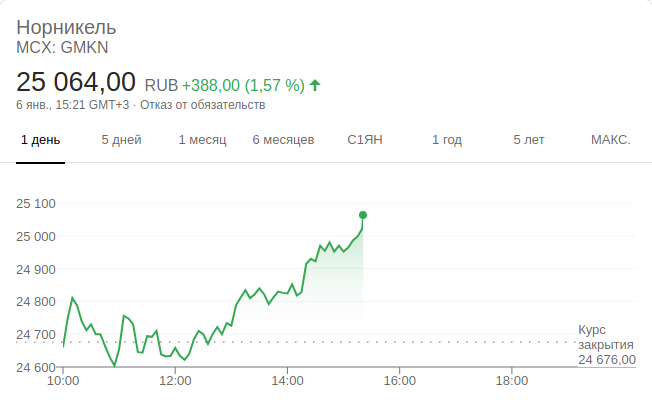 Норникель
MCX: GMKN
25 064,00 RUB +388,00 (1,57 %)
6 янв., 15:21 GMT+3 · Отказ от обязательств
1 день 5 дней 1 месяц 6 месяцев С1ЯН 1 год 5 лет МАКС.
25 100
25 000
24 900
24 800
24 700
24 600
Курс
закрытия
24 676,00
10:00 12:00 14:00 16:00 18:00